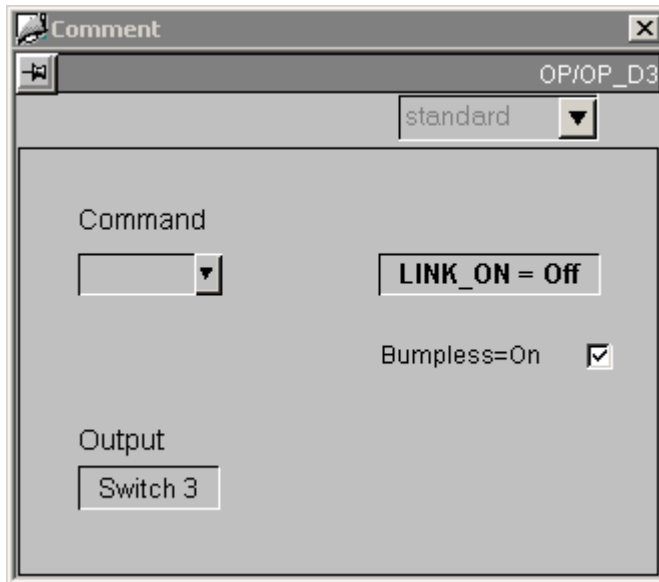 Comment
OP/OP_D3
standard
Command
LINK_ON = Off
Bumpless=On
Output
Switch 3